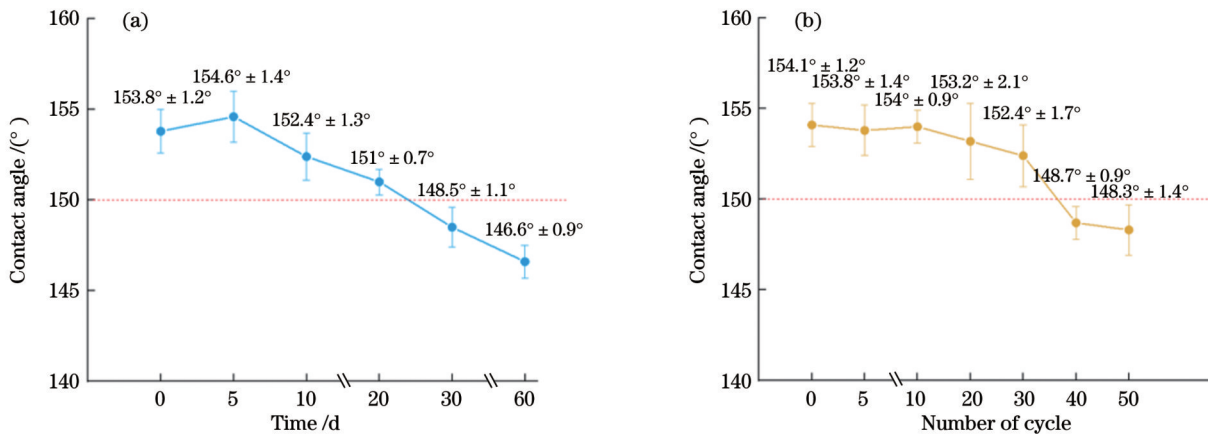 (a)
160
155
150
145
140
Contact angle /(°)
153.8° ± 1.2°
154.6° ± 1.4°
152.4° ± 1.3°
151° ± 0.7°
148.5° ± 1.1°
146.6° ± 0.9°
0 5 10 20 30 60
Time /d
(b)
160
155
150
145
140
Contact angle /(°)
154.1° ± 1.2°
153.8° ± 1.4°
154° ± 0.9°
153.2° ± 2.1°
152.4° ± 1.7°
148.7° ± 0.9°
148.3° ± 1.4°
0 5 10 20 30 40 50
Number of cycle